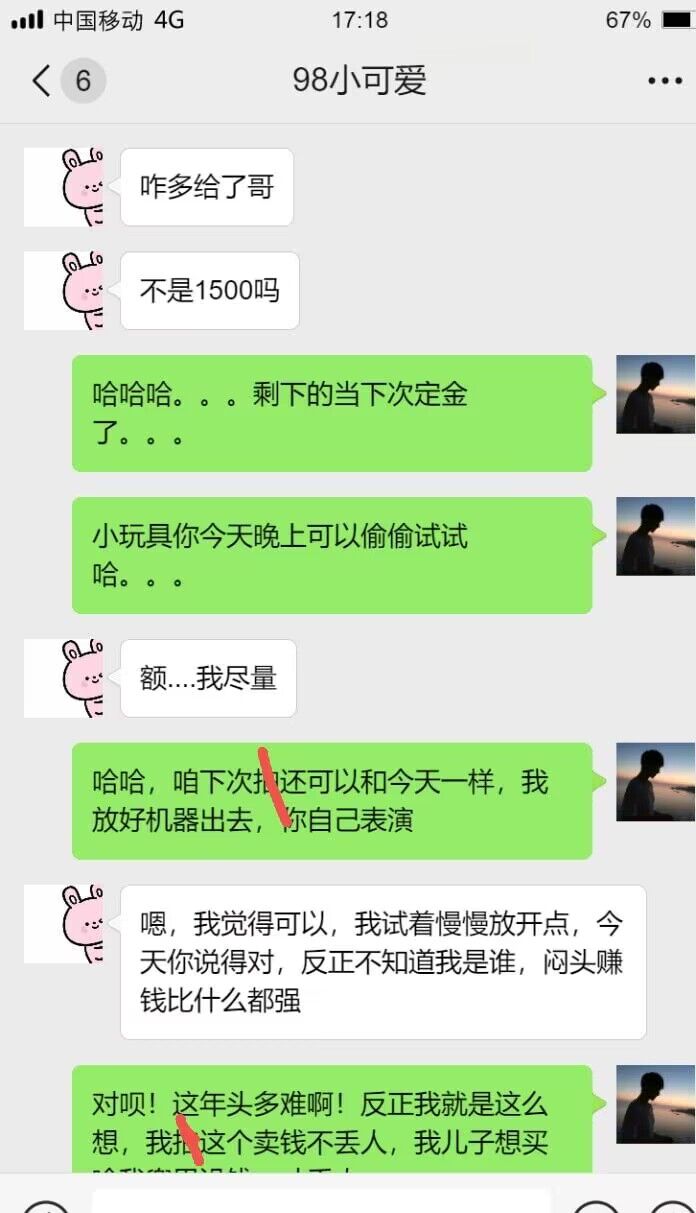 中国移动 4G 17:18 67%
6 98小可爱
咋多给了哥
不是1500吗
哈哈哈。。。剩下的当下次定金
了。。。
小玩具你今天晚上可以偷偷试试
哈。。。
额....我尽量
哈哈，咱下次拍还可以和今天一样，我
放好机器出去，你自己表演
嗯，我觉得可以，我试着慢慢放开点，今
天你说得对，反正不知道我是谁，闷头赚
钱比什么都强
对呗！这年头多难啊！反正我就是这么
想，我拍这个卖钱不丢人，我儿子想买